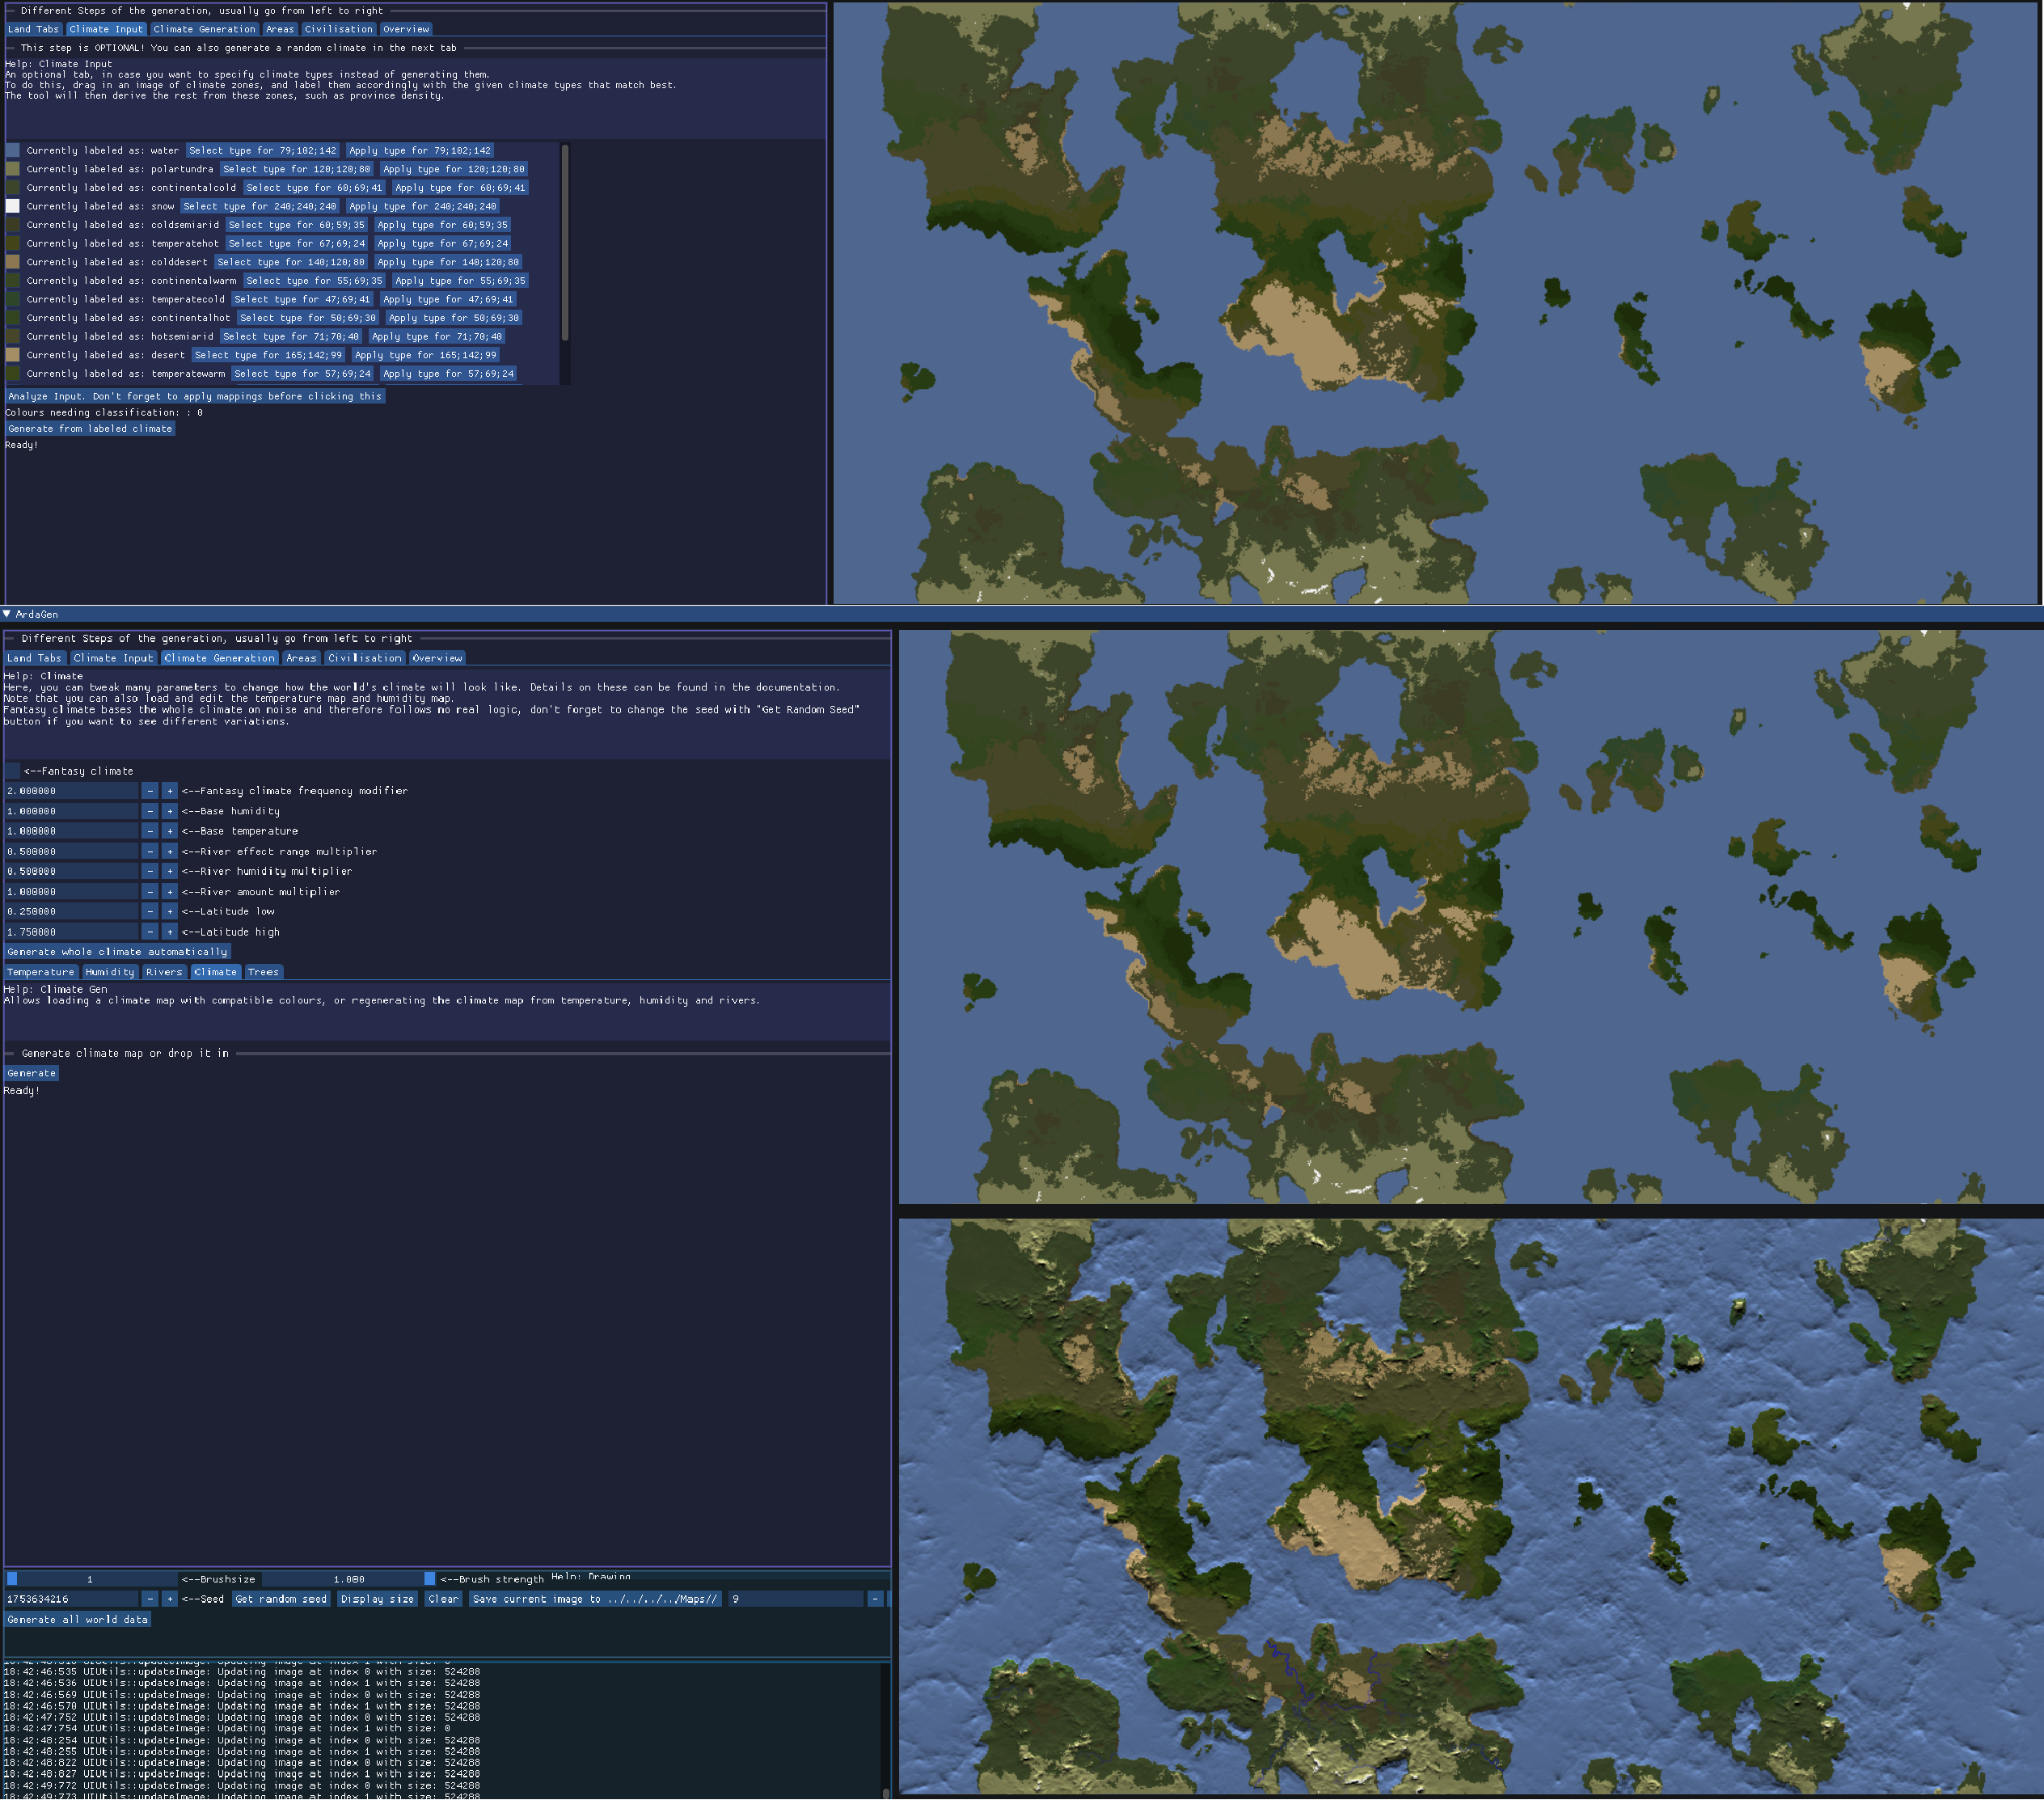 Different Steps of the generation, usually go from left to right
Land Tabs Climate Input Climate Generation Areas Civilisation Overview
This step is OPTIONAL! You can also generate a random climate in the next tab
Help: Climate Input
An optional tab, in case you want to specify climate types instead of generating them.
To do this, drag in an image of climate zones, and label them accordingly with the given climate types that match best.
The tool will then derive the rest from these zones, such as province density.
Currently labeled as: water Select type for 79;102;142 Apply type for 79;102;142
Currently labeled as: polartundra Select type for 120;120;80 Apply type for 120;120;80
Currently labeled as: continentalcold Select type for 60;69;41 Apply type for 60;69;41
Currently labeled as: snow Select type for 240;240;240 Apply type for 240;240;240
Currently labeled as: coldsemiarid Select type for 60;59;35 Apply type for 60;59;35
Currently labeled as: temperatehot Select type for 67;69;24 Apply type for 67;69;24
Currently labeled as: colddesert Select type for 140;120;80 Apply type for 140;120;80
Currently labeled as: continentalwarm Select type for 55;69;35 Apply type for 55;69;35
Currently labeled as: temperatecold Select type for 47;69;41 Apply type for 47;69;41
Currently labeled as: continentalhot Select type for 50;69;30 Apply type for 50;69;30
Currently labeled as: hotsemiarid Select type for 71;70;40 Apply type for 71;70;40
Currently labeled as: desert Select type for 165;142;99 Apply type for 165;142;99
Currently labeled as: temperatewarm Select type for 57;69;24 Apply type for 57;69;24
Analyze Input. Don't forget to apply mappings before clicking this
Colours needing classification: : 0
Generate from labeled climate
Ready!
ArdaGen
Different Steps of the generation, usually go from left to right
Land Tabs Climate Input Climate Generation Areas Civilisation Overview
Help: Climate
Here, you can tweak many parameters to change how the world's climate will look like. Details on these can be found in the documentation.
Note that you can also load and edit the temperature map and humidity map.
Fantasy climate bases the whole climate on noise and therefore follows no real logic, don't forget to change the seed with "Get Random Seed"
button if you want to see different variations.
<--Fantasy climate
2.000000 - + <--Fantasy climate frequency modifier
1.000000 - + <--Base humidity
1.000000 - + <--Base temperature
0.500000 - + <--River effect range multiplier
0.500000 - + <--River humidity multiplier
1.000000 - + <--River amount multiplier
0.250000 - + <--Latitude low
1.750000 - + <--Latitude high
Generate whole climate automatically
Temperature Humidity Rivers Climate Trees
Help: Climate Gen
Allows loading a climate map with compatible colours, or regenerating the climate map from temperature, humidity and rivers.
Generate climate map or drop it in
Generate
Ready!
1 <--Brushsize 1.000 <--Brush strength Help: Drawing
1753634216 - + <--Seed Get random seed Display size Clear Save current image to ../../../../Maps// 9 -
Generate all world data
18:42:46:535 UIUtils::updateImage: Updating image at index 0 with size: 524288
18:42:46:536 UIUtils::updateImage: Updating image at index 1 with size: 524288
18:42:46:569 UIUtils::updateImage: Updating image at index 0 with size: 524288
18:42:46:570 UIUtils::updateImage: Updating image at index 1 with size: 524288
18:42:47:752 UIUtils::updateImage: Updating image at index 0 with size: 524288
18:42:47:754 UIUtils::updateImage: Updating image at index 1 with size: 0
18:42:48:254 UIUtils::updateImage: Updating image at index 0 with size: 524288
18:42:48:255 UIUtils::updateImage: Updating image at index 1 with size: 524288
18:42:48:822 UIUtils::updateImage: Updating image at index 0 with size: 524288
18:42:48:827 UIUtils::updateImage: Updating image at index 1 with size: 524288
18:42:49:772 UIUtils::updateImage: Updating image at index 0 with size: 524288
18:42:49:773 UIUtils::updateImage: Updating image at index 1 with size: 524288